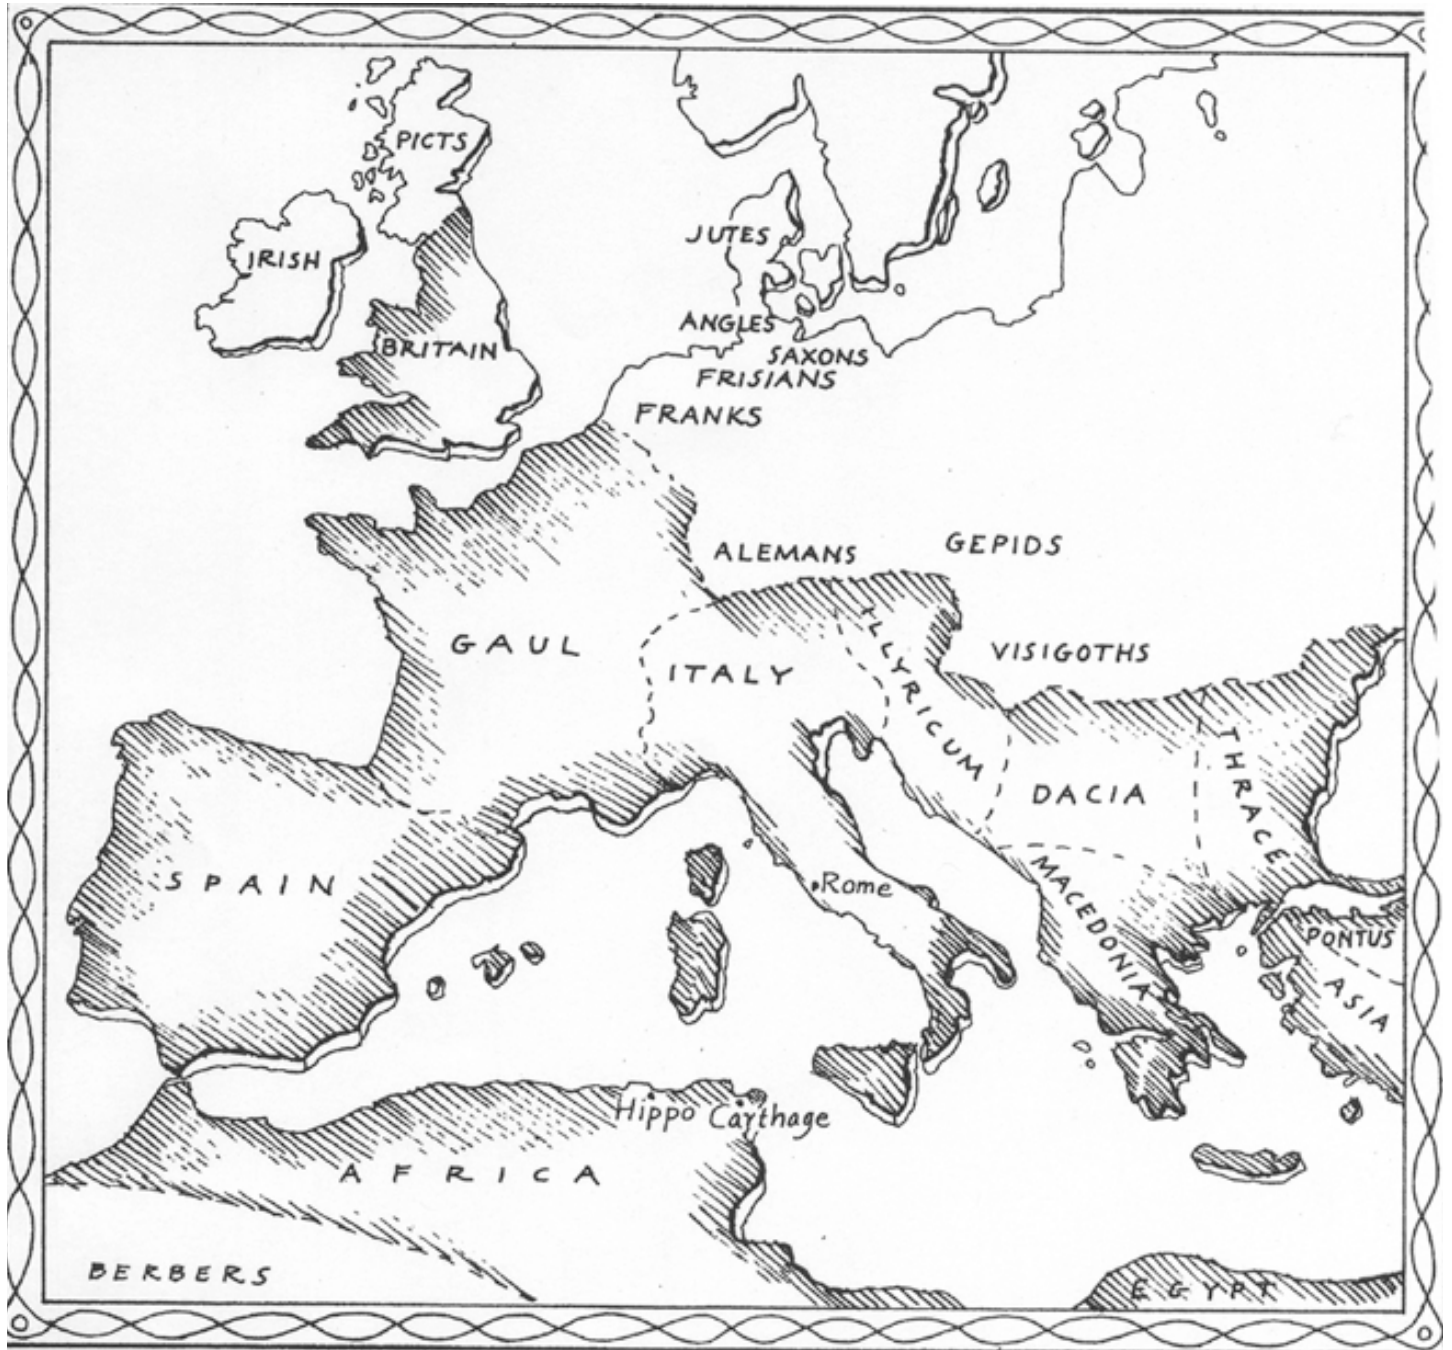 PICTS
JUTES
IRISH
ANGLES
BRITAIN
SAXONS
FRISIANS
FRANKS
ALEMANS
GEPIDS
GAUL
ITALY
ILLYRICUM
VISIGOTHS
DACIA
THRACE
SPAIN
Rome
MACEDONIA
PONTUS
ASIA
Hippo
Carthage
AFRICA
BERBERS
EGYPT